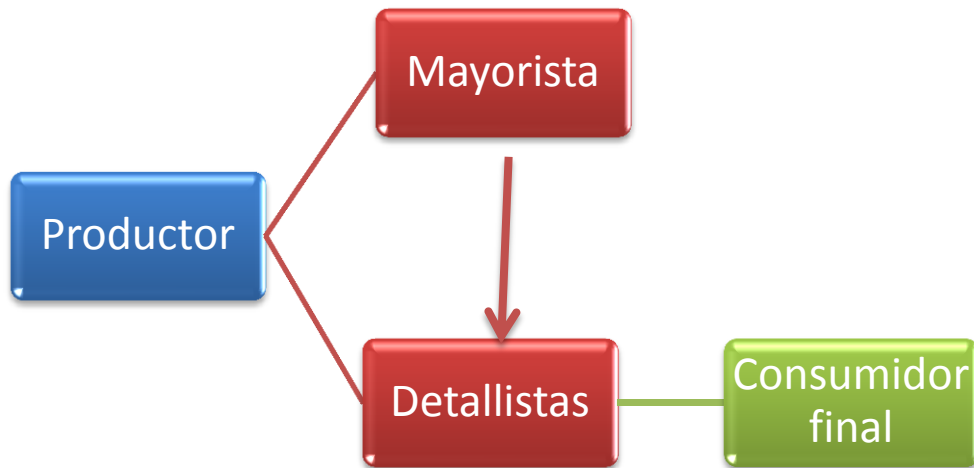 Mayorista
Productor
Detallistas
Consumidor
final